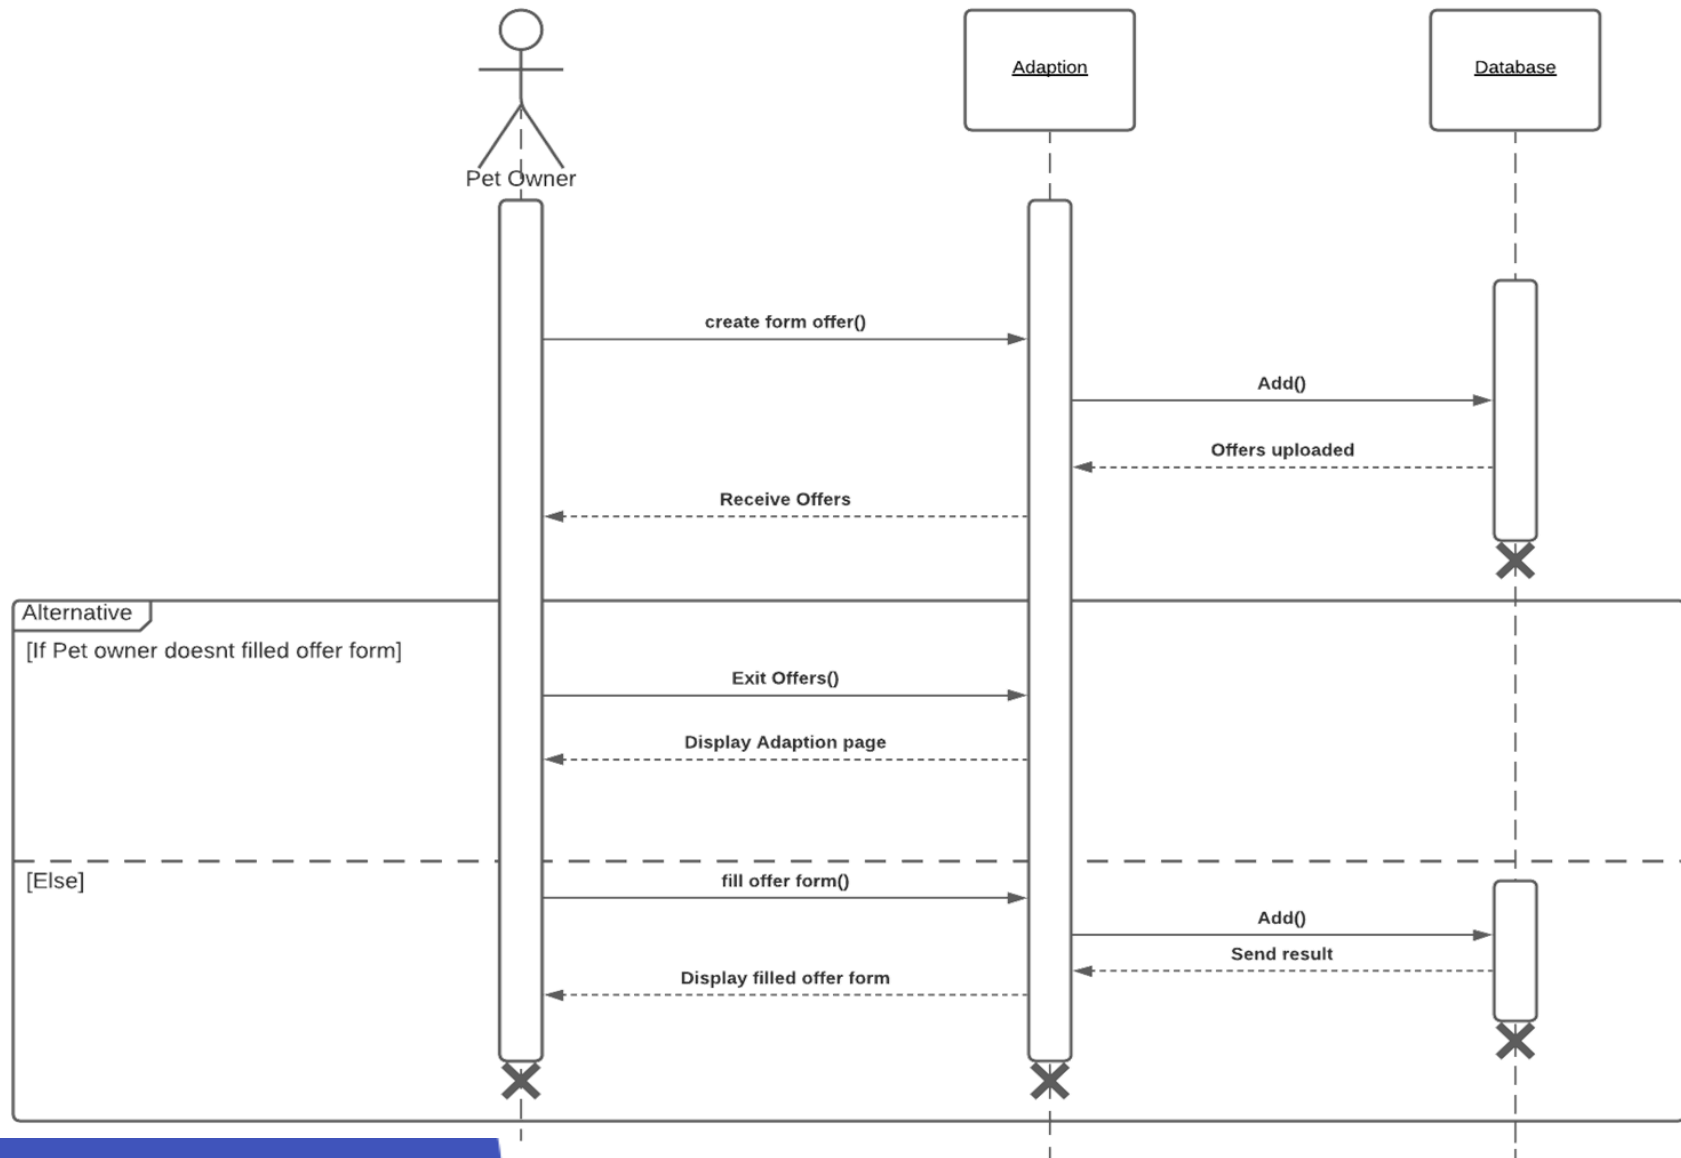 Pet Owner
Adaption
Database
create form offer()
Add()
Offers uploaded
Receive Offers
Alternative
[If Pet owner doesnt filled offer form]
Exit Offers()
Display Adaption page
[Else]
fill offer form()
Add()
Send result
Display filled offer form